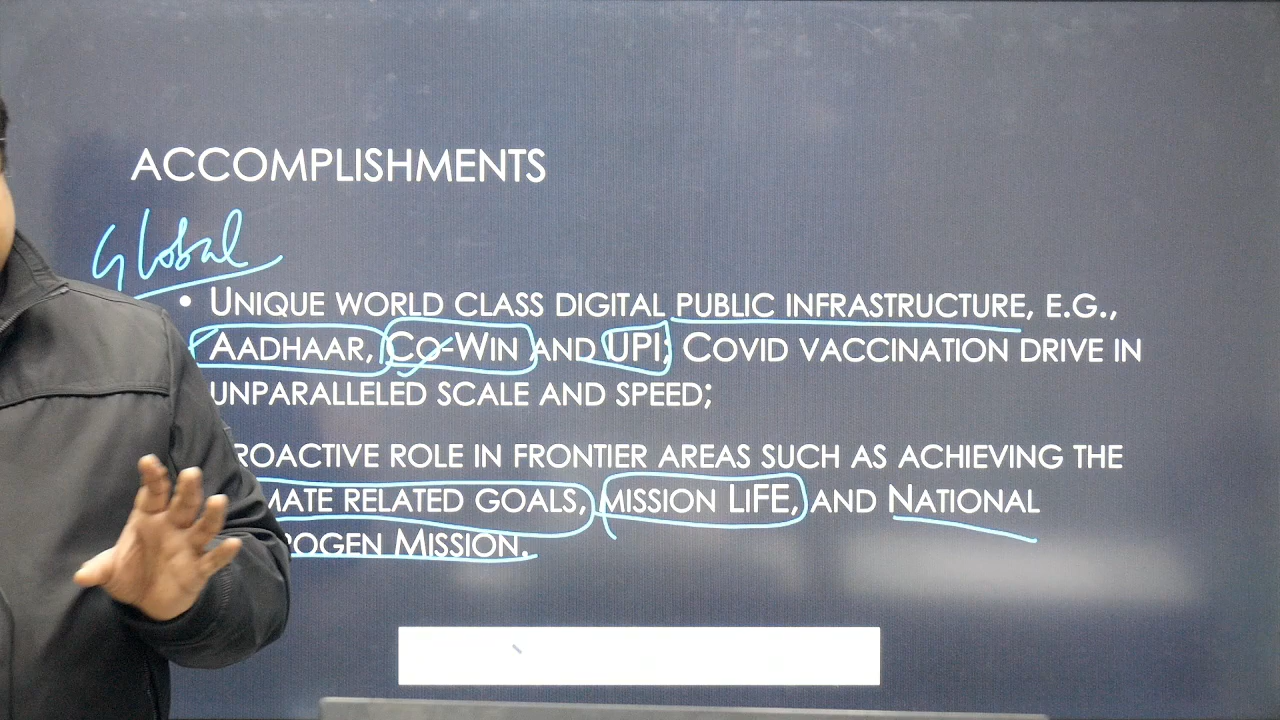 ACCOMPLISHMENTS
Global
• UNIQUE WORLD CLASS DIGITAL PUBLIC INFRASTRUCTURE, E.G.,
AADHAAR, CO-WIN AND UPI; COVID VACCINATION DRIVE IN
UNPARALLELED SCALE AND SPEED;
ROACTIVE ROLE IN FRONTIER AREAS SUCH AS ACHIEVING THE
MATE RELATED GOALS, MISSION LIFE, AND NATIONAL
ROGEN MISSION.